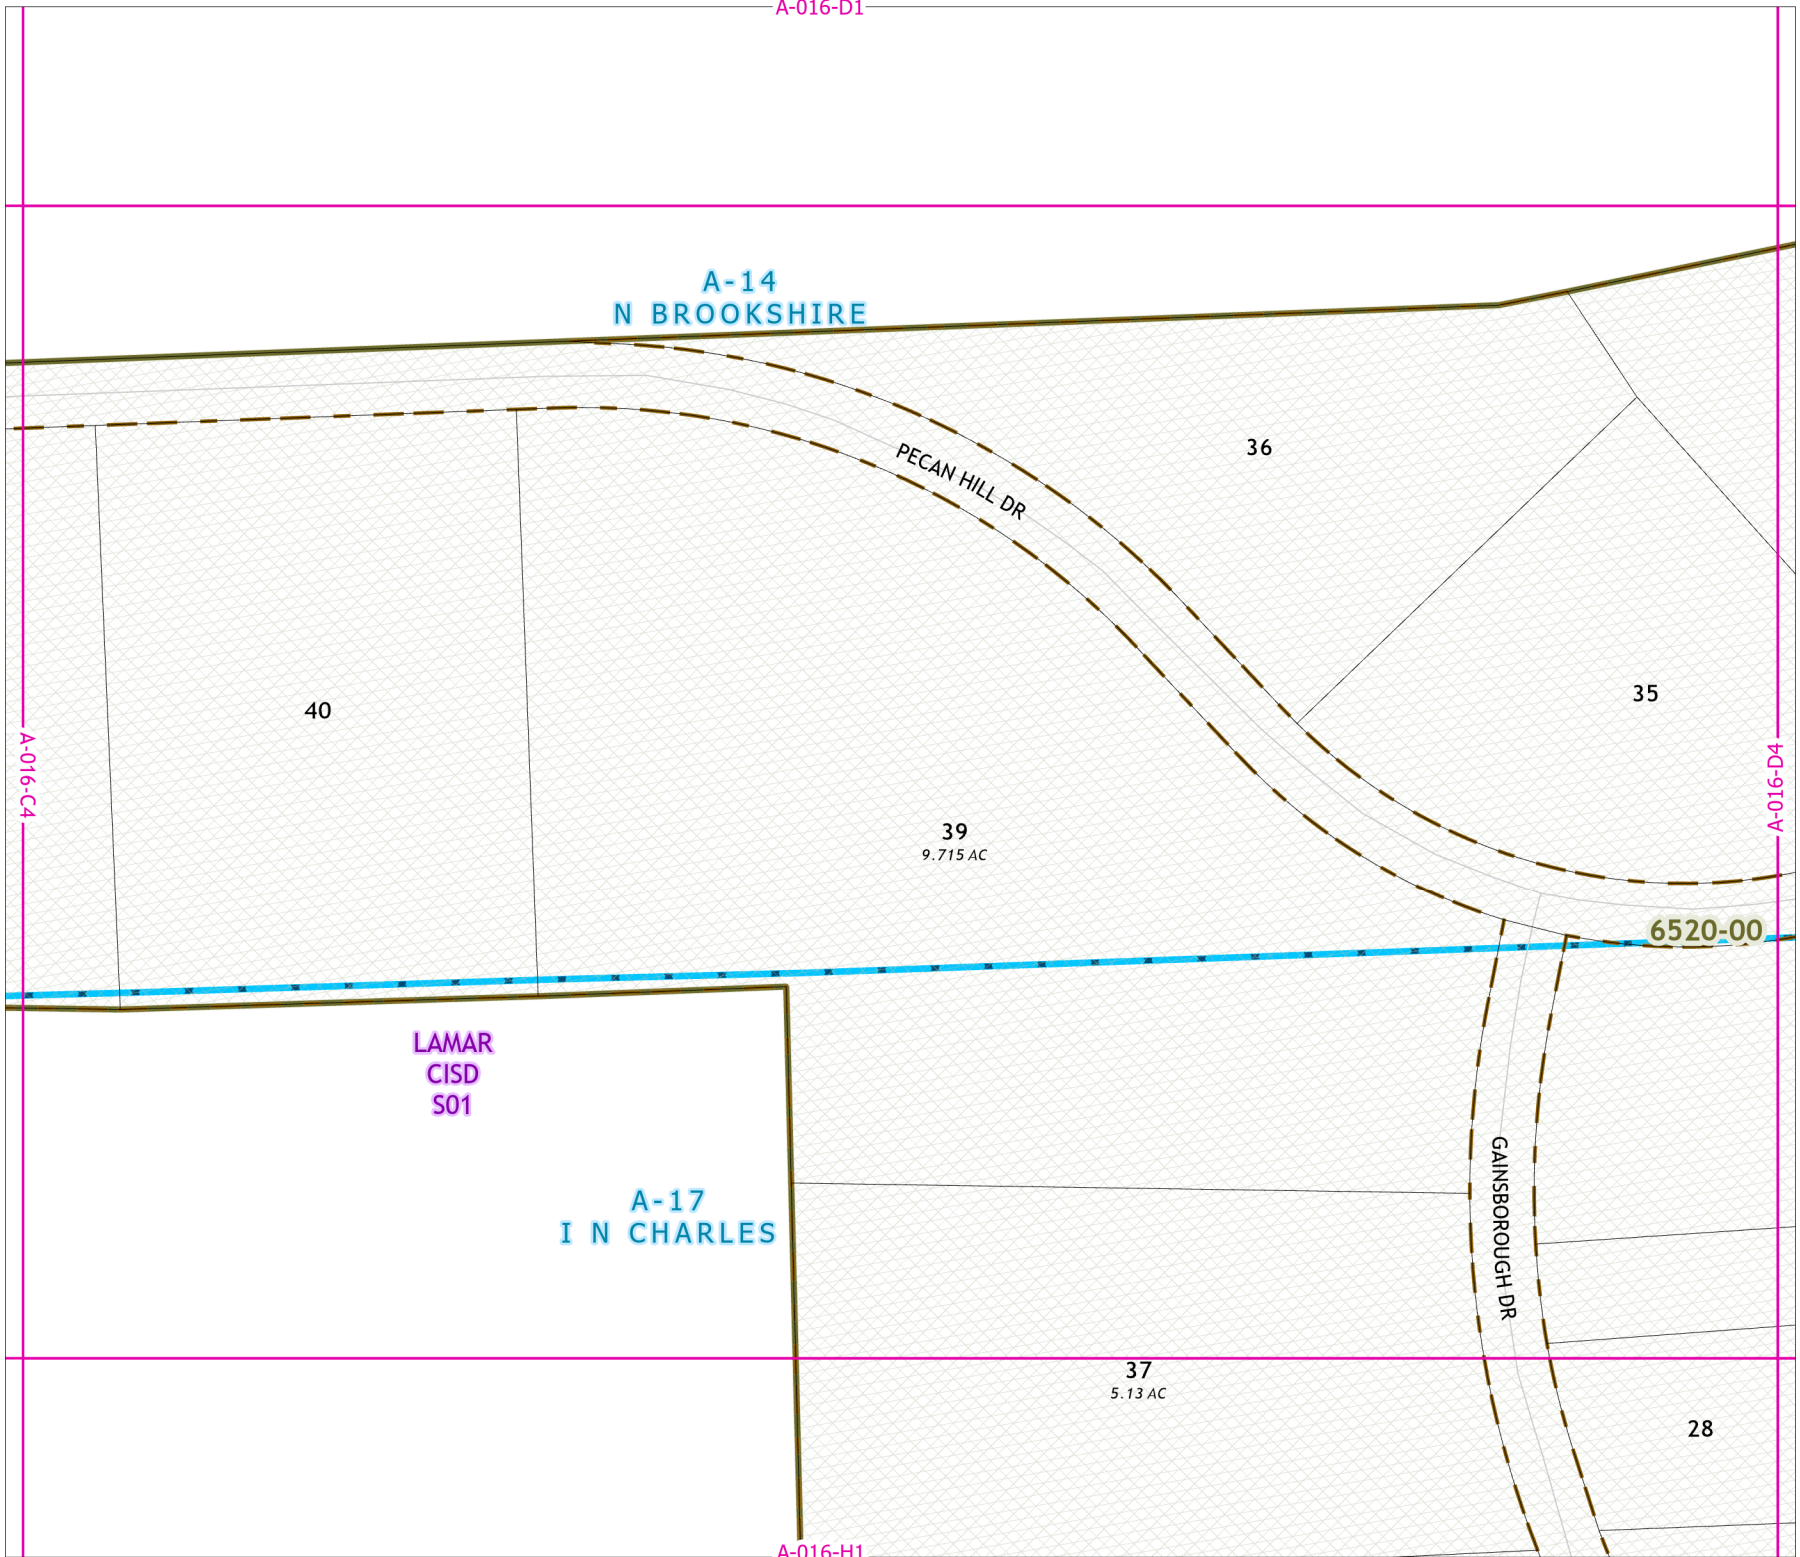 A-016-D1
A-14
N BROOKSHIRE
PECAN HILL DR
36
35
40
A-016-C4
A-016-D4
39
9.715 AC
6520-00
LAMAR
CISD
S01
A-17
I N CHARLES
GAINSBOROUGH DR
37
5.13 AC
28
A-016-H1